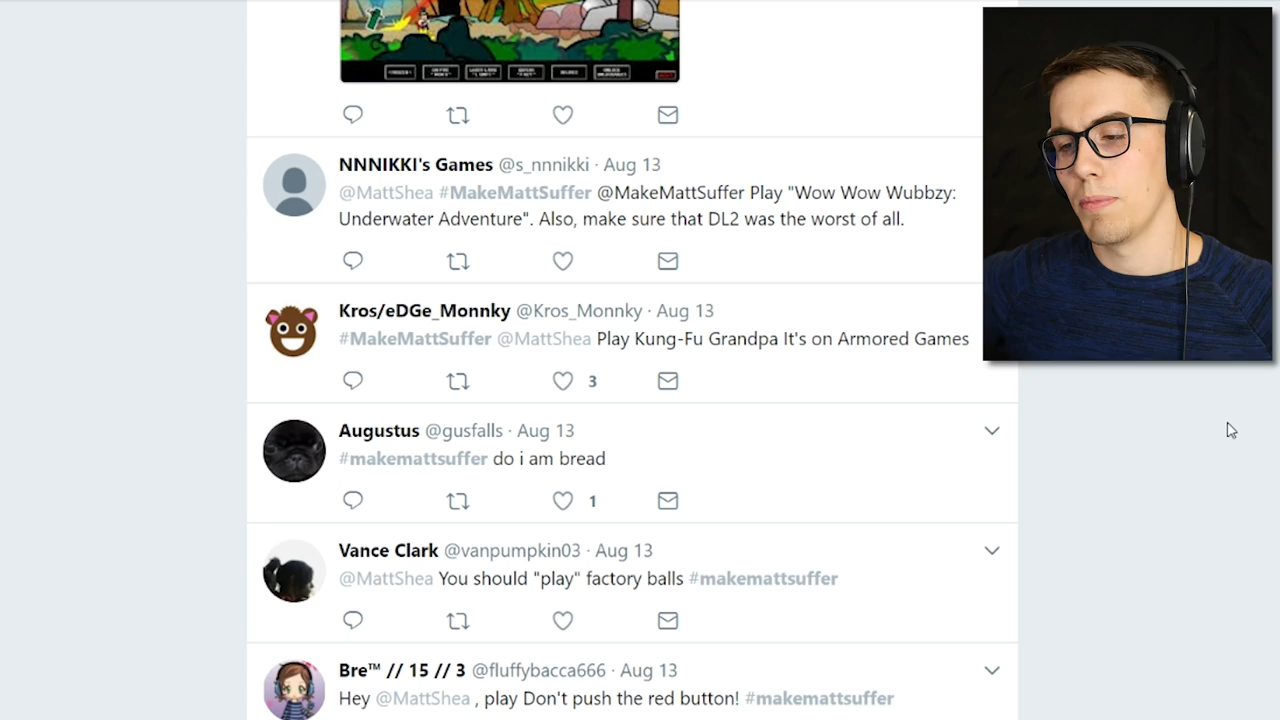 NNNIKKI's Games @s_nnnikki · Aug 13
@MattShea #MakeMattSuffer @MakeMattSuffer Play "Wow Wow Wubbzy:
Underwater Adventure". Also, make sure that DL2 was the worst of all.
Kros/eDGe_Monnky @Kros_Monnky · Aug 13
#MakeMattSuffer @MattShea Play Kung-Fu Grandpa It's on Armored Games
3
Augustus @gusfalls · Aug 13
#makemattsuffer do i am bread
1
Vance Clark @vanpumpkin03 · Aug 13
@MattShea You should "play" factory balls #makemattsuffer
Bre™ // 15 // 3 @fluffybacca666 · Aug 13
Hey @MattShea , play Don't push the red button! #makemattsuffer